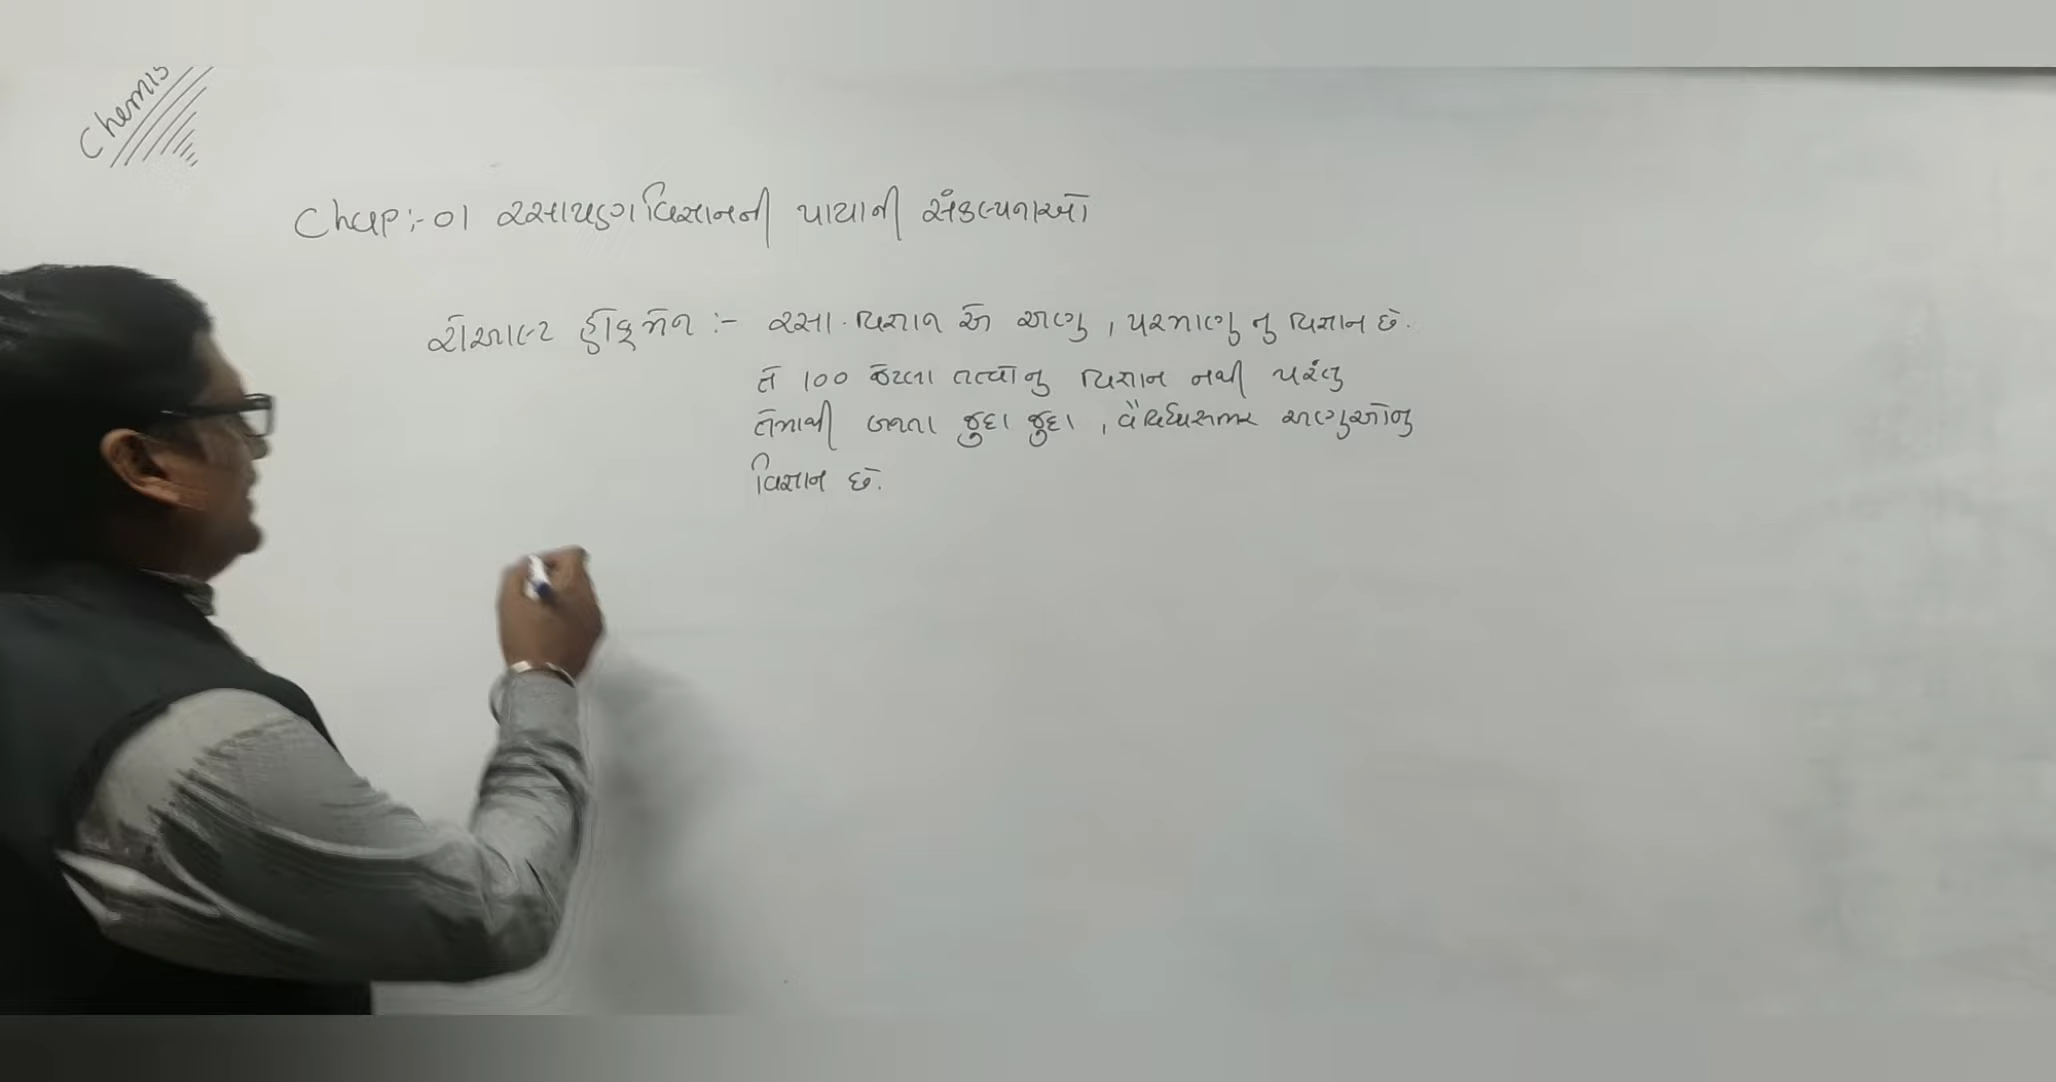 Chemis
Chap:-01 રસાયણવિજ્ઞાનની પાયાની સંકલ્પનાઓ
રોઆલ્ટ હોફમેન :- રસા. વિજ્ઞાન એ અણુ, પરમાણુ નુ વિજ્ઞાન છે.
તે 100 જેટલા તત્વોનુ વિજ્ઞાન નથી પરંતુ
તેમાથી બનતા જુદા જુદા, વૈવિધ્યસભર અણુઓનુ
વિજ્ઞાન છે.